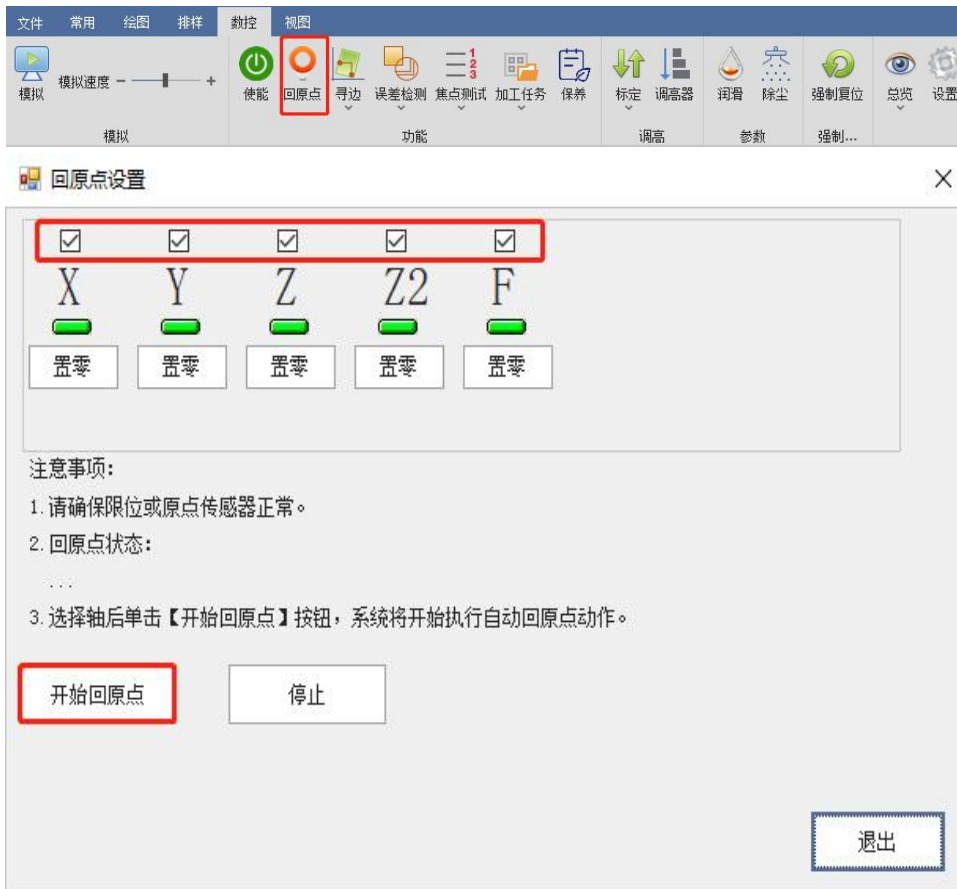 文件 常用 绘图 排样 数控 视图
模拟 模拟速度 - + 使能 回原点 寻边 误差检测 焦点测试 加工任务 保养 标定 调高器 润滑 除尘 强制复位 总览 设置
模拟 功能 调高 参数 强制...
回原点设置
X Y Z Z2 F
置零 置零 置零 置零 置零
注意事项:
1. 请确保限位或原点传感器正常。
2. 回原点状态:
...
3. 选择轴后单击【开始回原点】按钮，系统将开始执行自动回原点动作。
开始回原点 停止
退出